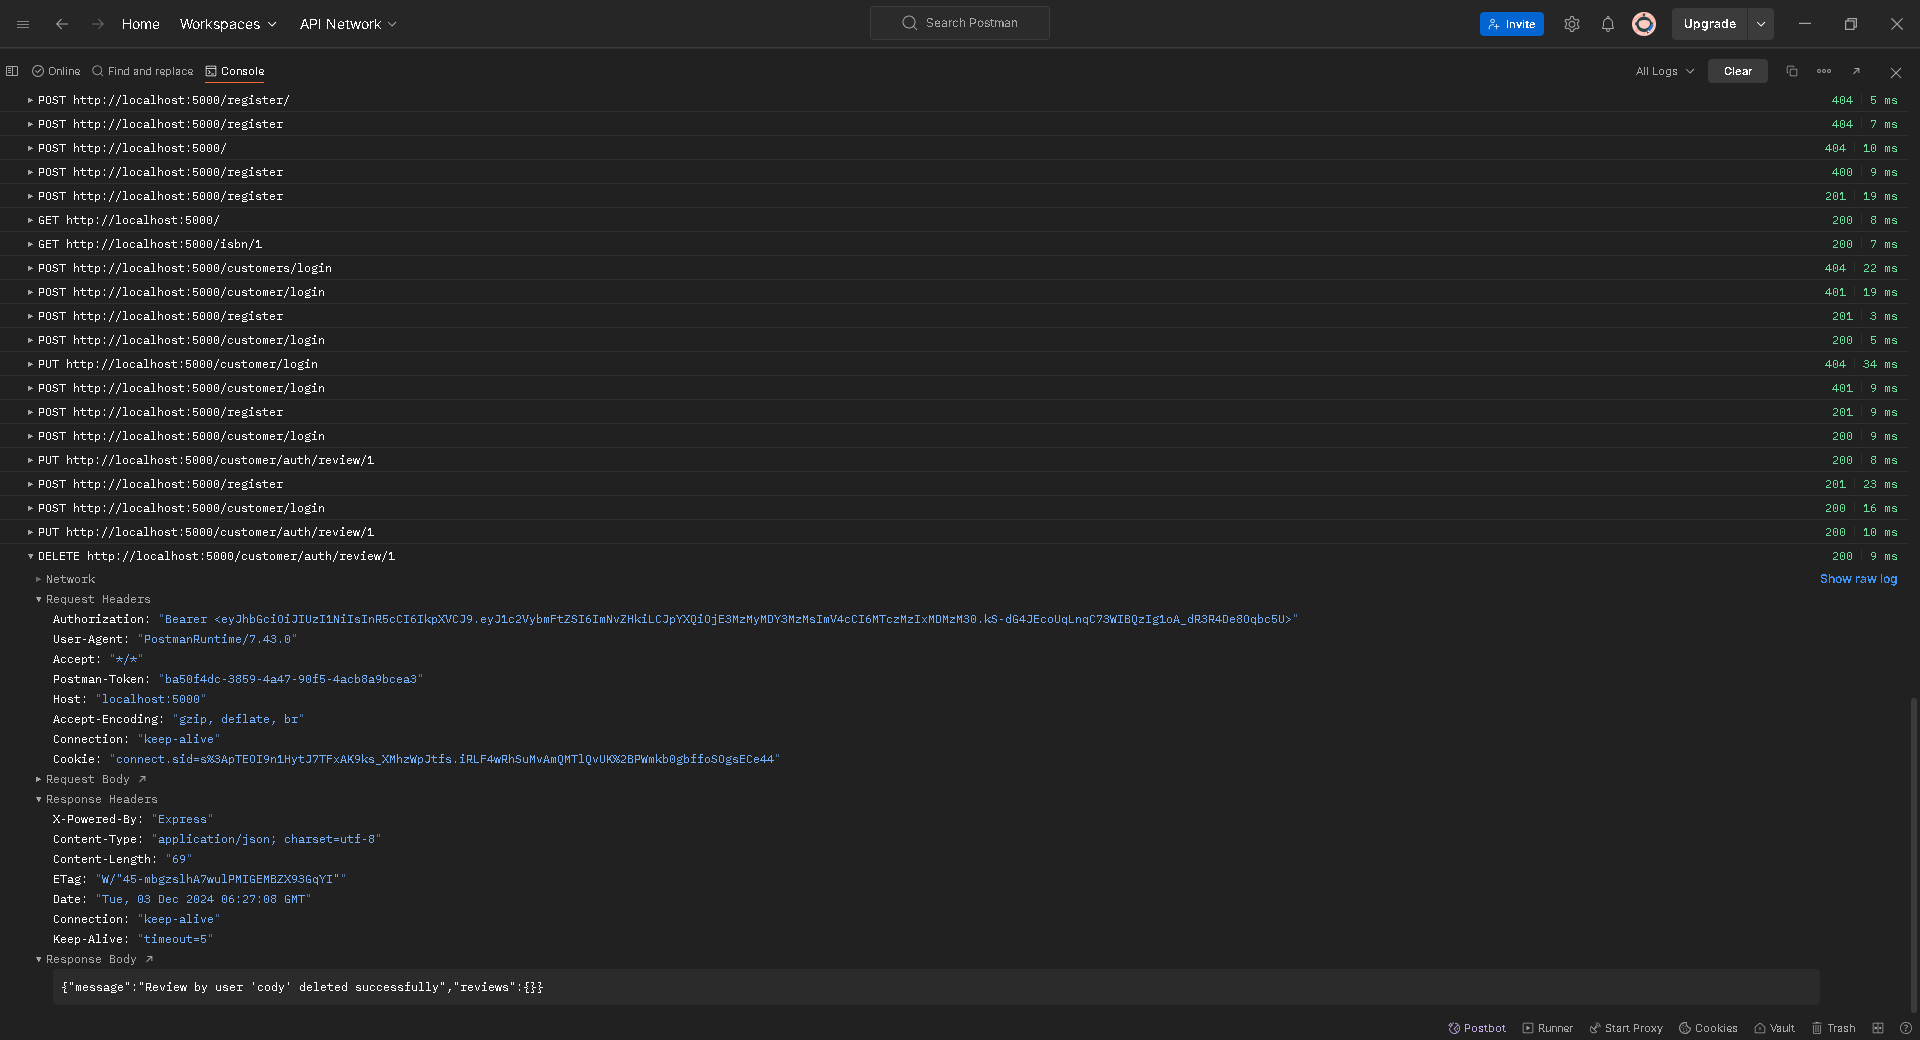 Home Workspaces API Network Search Postman Invite Upgrade
Online Find and replace Console All Logs Clear
POST http://localhost:5000/register/ 404 5 ms
POST http://localhost:5000/register 404 7 ms
POST http://localhost:5000/ 404 10 ms
POST http://localhost:5000/register 400 9 ms
POST http://localhost:5000/register 201 19 ms
GET http://localhost:5000/ 200 8 ms
GET http://localhost:5000/isbn/1 200 7 ms
POST http://localhost:5000/customers/login 404 22 ms
POST http://localhost:5000/customer/login 401 19 ms
POST http://localhost:5000/register 201 3 ms
POST http://localhost:5000/customer/login 200 5 ms
PUT http://localhost:5000/customer/login 404 34 ms
POST http://localhost:5000/customer/login 401 9 ms
POST http://localhost:5000/register 201 9 ms
POST http://localhost:5000/customer/login 200 9 ms
PUT http://localhost:5000/customer/auth/review/1 200 8 ms
POST http://localhost:5000/register 201 23 ms
POST http://localhost:5000/customer/login 200 16 ms
PUT http://localhost:5000/customer/auth/review/1 200 10 ms
DELETE http://localhost:5000/customer/auth/review/1 200 9 ms
Network Show raw log
Request Headers
Authorization: "Bearer <eyJhbGciOiJIUzI1NiIsInR5cCI6IkpXVCJ9.eyJ1c2VybmFtZSI6ImNvZHkiLCJpYXQiOjE3MzMyMDY3MzMsImV4cCI6MTczMzIxMDMzM30.kS-dG4JEcoUqLnqC73WIBQzIg1oA_dR3R4De8Oqbc5U>"
User-Agent: "PostmanRuntime/7.43.0"
Accept: "*/*"
Postman-Token: "ba50f4dc-3859-4a47-90f5-4acb8a9bcea3"
Host: "localhost:5000"
Accept-Encoding: "gzip, deflate, br"
Connection: "keep-alive"
Cookie: "connect.sid=s%3ApTEOI9n1HytJ7TFxAK9ks_XMhzWpJtfs.iRLF4wRhSuMvAmQMTlQvUK%2BPWmkb0gbffoSOgsECe44"
Request Body
Response Headers
X-Powered-By: "Express"
Content-Type: "application/json; charset=utf-8"
Content-Length: "69"
ETag: "W/"45-mbgzslhA7wulPMIGEMBZX93GqYI""
Date: "Tue, 03 Dec 2024 06:27:08 GMT"
Connection: "keep-alive"
Keep-Alive: "timeout=5"
Response Body
{"message":"Review by user 'cody' deleted successfully","reviews":{}}
Postbot Runner Start Proxy Cookies Vault Trash